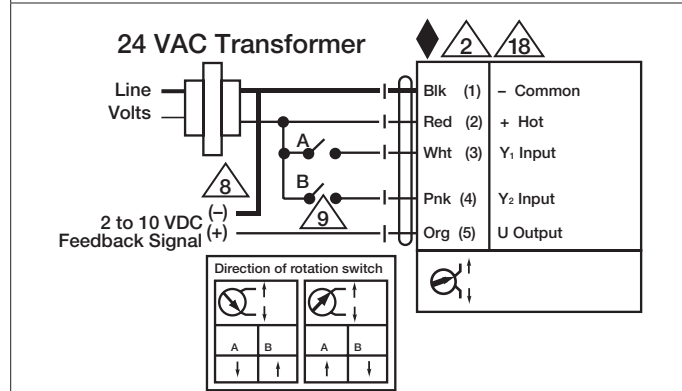 24 VAC Transformer
2
18
Line
Volts
Blk (1) – Common
Red (2) + Hot
A
Wht (3) Y₁ Input
B
Pnk (4) Y₂ Input
8
9
2 to 10 VDC (–)
Feedback Signal (+)
Org (5) U Output
Direction of rotation switch
A B A B